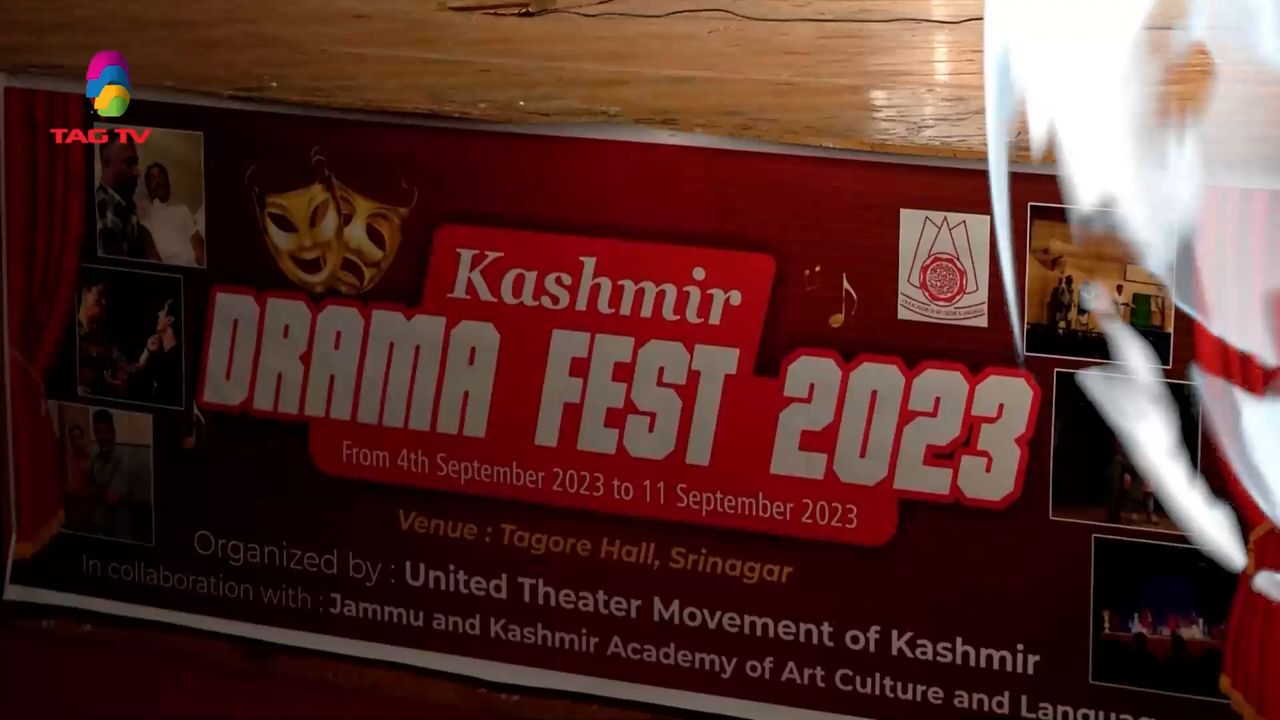 TAG TV
Kashmir
DRAMA FEST 2023
From 4th September 2023 to 11 September 2023
Venue : Tagore Hall, Srinagar
Organized by : United Theater Movement of Kashmir
In collaboration with : Jammu and Kashmir Academy of Art Culture and